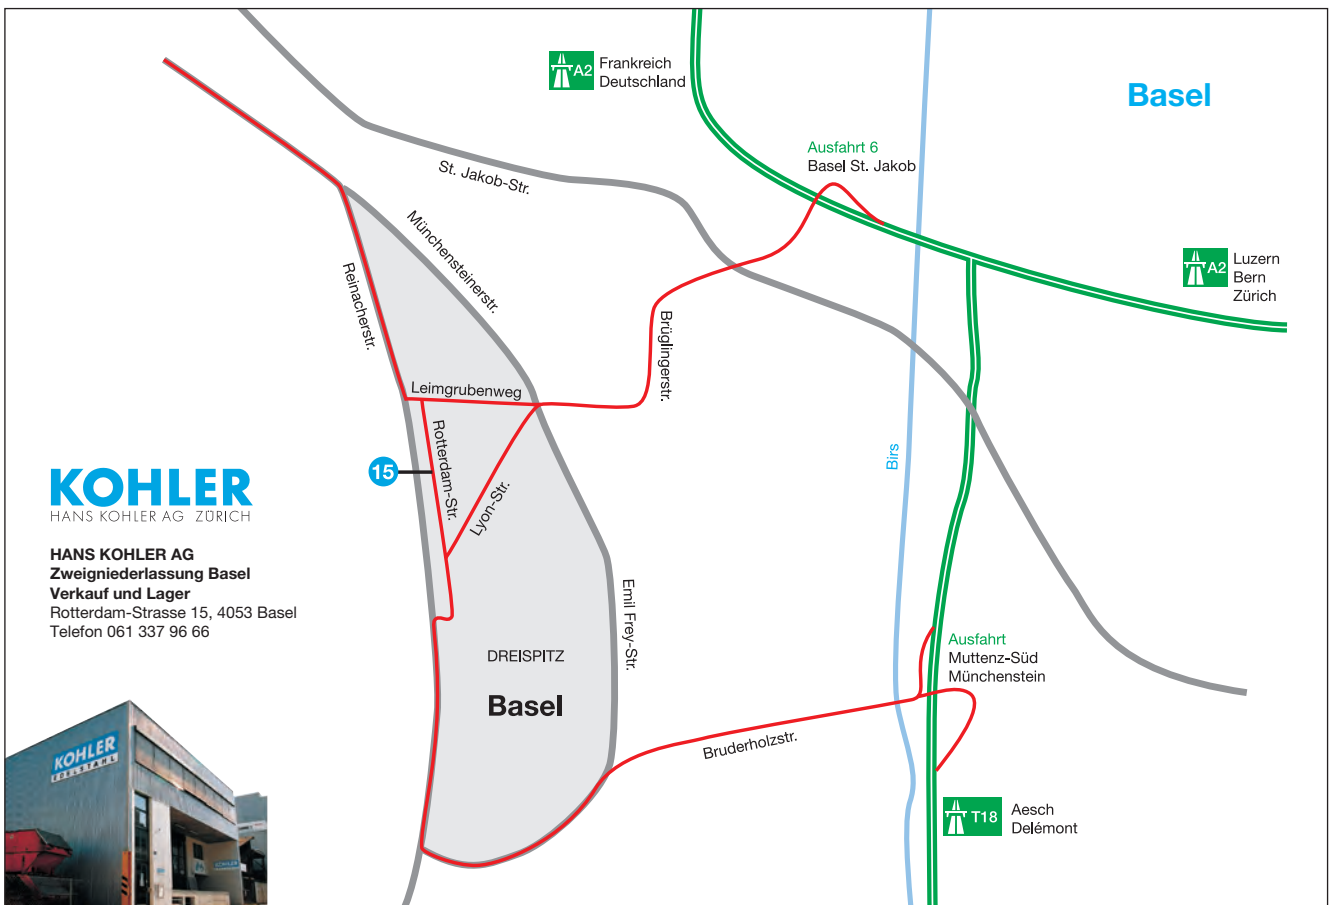 A2 Frankreich
Deutschland
Basel
Ausfahrt 6
Basel St. Jakob
St. Jakob-Str.
Münchensteinerstr.
A2 Luzern
Bern
Zürich
Reinacherstr.
Brüglingerstr.
Leimgrubenweg
Rotterdam-Str.
Lyon-Str.
15
Birs
KOHLER
HANS KOHLER AG ZÜRICH
HANS KOHLER AG
Zweigniederlassung Basel
Verkauf und Lager
Rotterdam-Strasse 15, 4053 Basel
Telefon 061 337 96 66
Emil Frey-Str.
DREISPITZ
Basel
Ausfahrt
Muttenz-Süd
Münchenstein
Bruderholzstr.
T18 Aesch
Delémont
KOHLER
EDELSTAHL
KOHLER